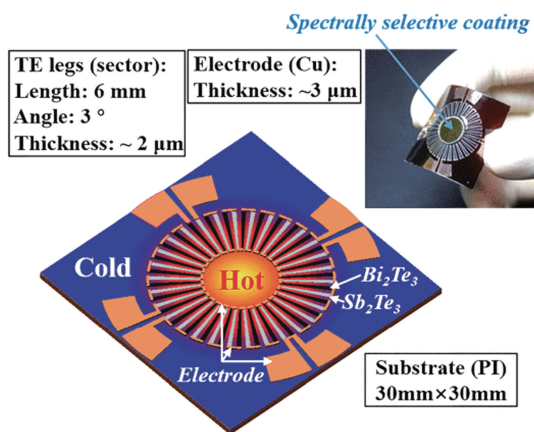 Spectrally selective coating
TE legs (sector):
Length: 6 mm
Angle: 3 °
Thickness: ~ 2 μm
Electrode (Cu):
Thickness: ~3 μm
Cold
Hot
Bi₂Te₃
Sb₂Te₃
Electrode
Substrate (PI)
30mm×30mm